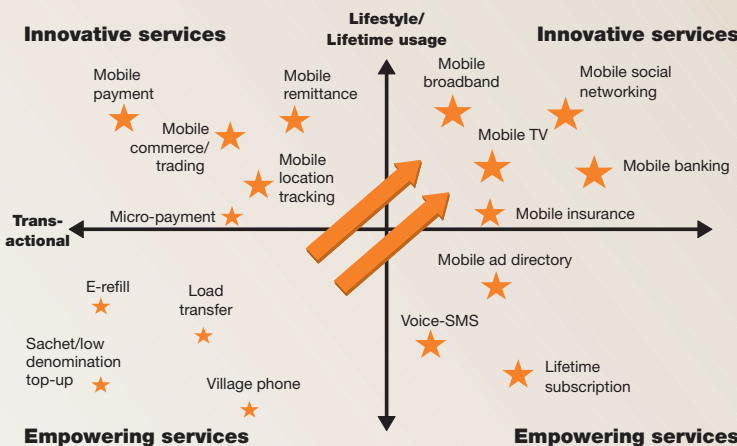 Lifestyle/
Lifetime usage
Innovative services
Innovative services
Mobile
payment
Mobile
remittance
Mobile
broadband
Mobile social
networking
Mobile
commerce/
trading
Mobile TV
Mobile
location
tracking
Mobile banking
Micro-payment
Mobile insurance
Trans-
actional
Mobile ad directory
E-refill
Load
transfer
Voice-SMS
Sachet/low
denomination
top-up
Village phone
Lifetime
subscription
Empowering services
Empowering services